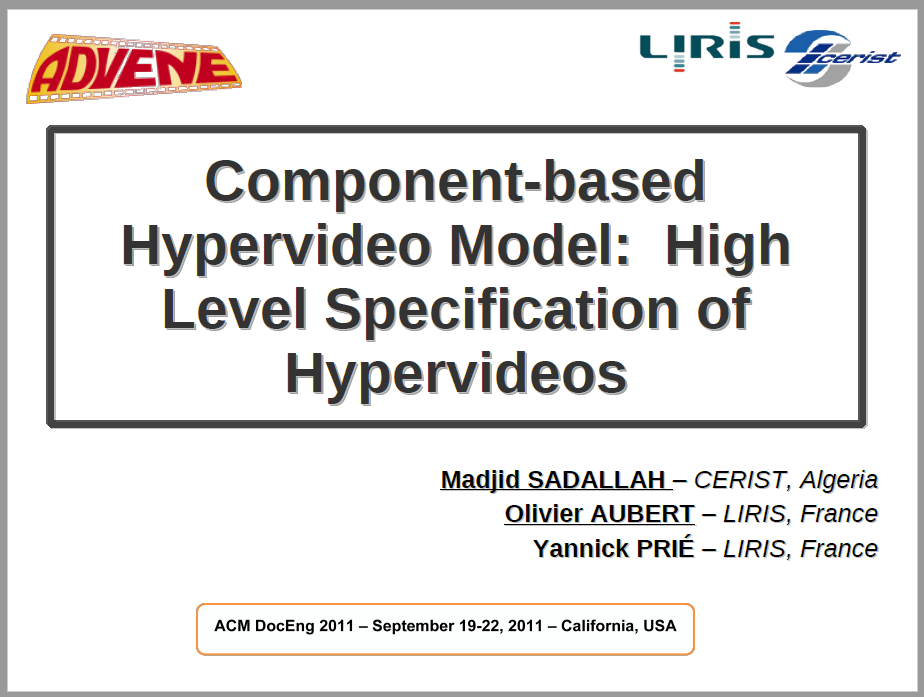 ADVENE
LIRIS
cerist
Component-based
Hypervideo Model:  High
Level Specification of
Hypervideos
Madjid SADALLAH – CERIST, Algeria
Olivier AUBERT – LIRIS, France
Yannick PRIÉ – LIRIS, France
ACM DocEng 2011 – September 19-22, 2011 – California, USA